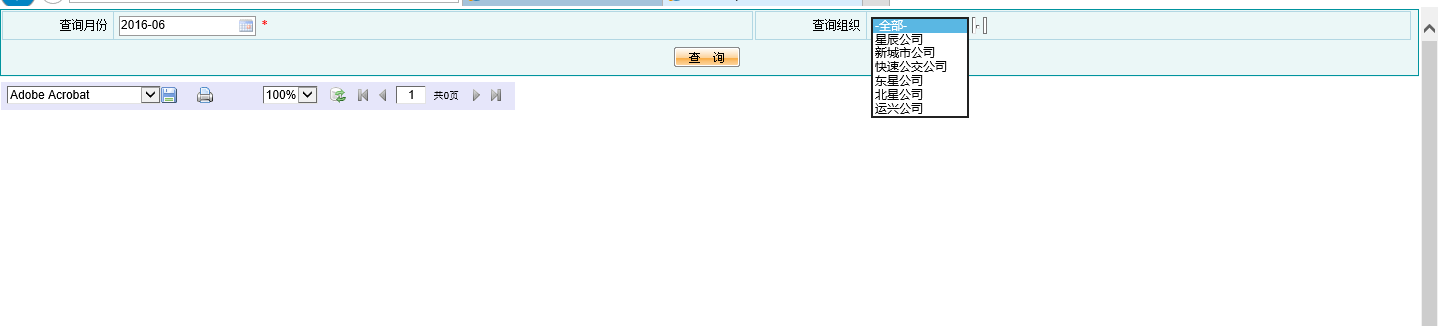 查询月份
2016-06
*
查询组织
-全部-
星辰公司
新城市公司
快速公交公司
东星公司
北星公司
运兴公司
查 询
Adobe Acrobat
100%
1
共0页